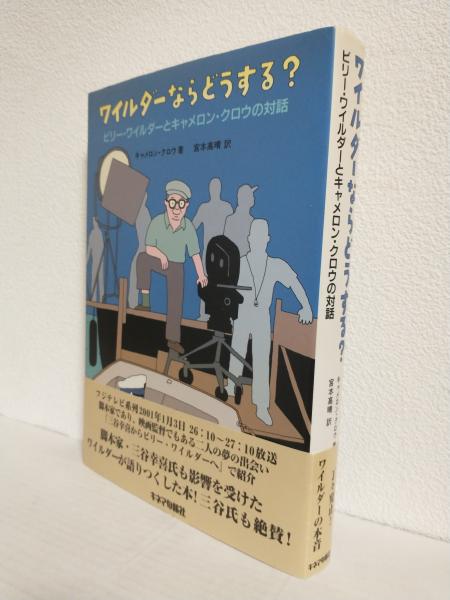 ワイルダーならどうする?
ビリー・ワイルダーとキャメロン・クロウの対話
キャメロン・クロウ 著 宮本高晴 訳
フジテレビ系列2001年1月3日 26:10〜27:10放送
脚本家であり、映画監督でもある二人の夢の出会い
「三谷幸喜からビリー・ワイルダーへ」で紹介
脚本家・三谷幸喜氏も影響を受けた
ワイルダーが語りつくした本!三谷氏も絶賛!
キネマ旬報社
ワイルダーならどうする?
ビリー・ワイルダーとキャメロン・クロウの対話
キャメロン・クロウ 著
宮本高晴 訳
ワイルダーの本音
キネマ旬報社